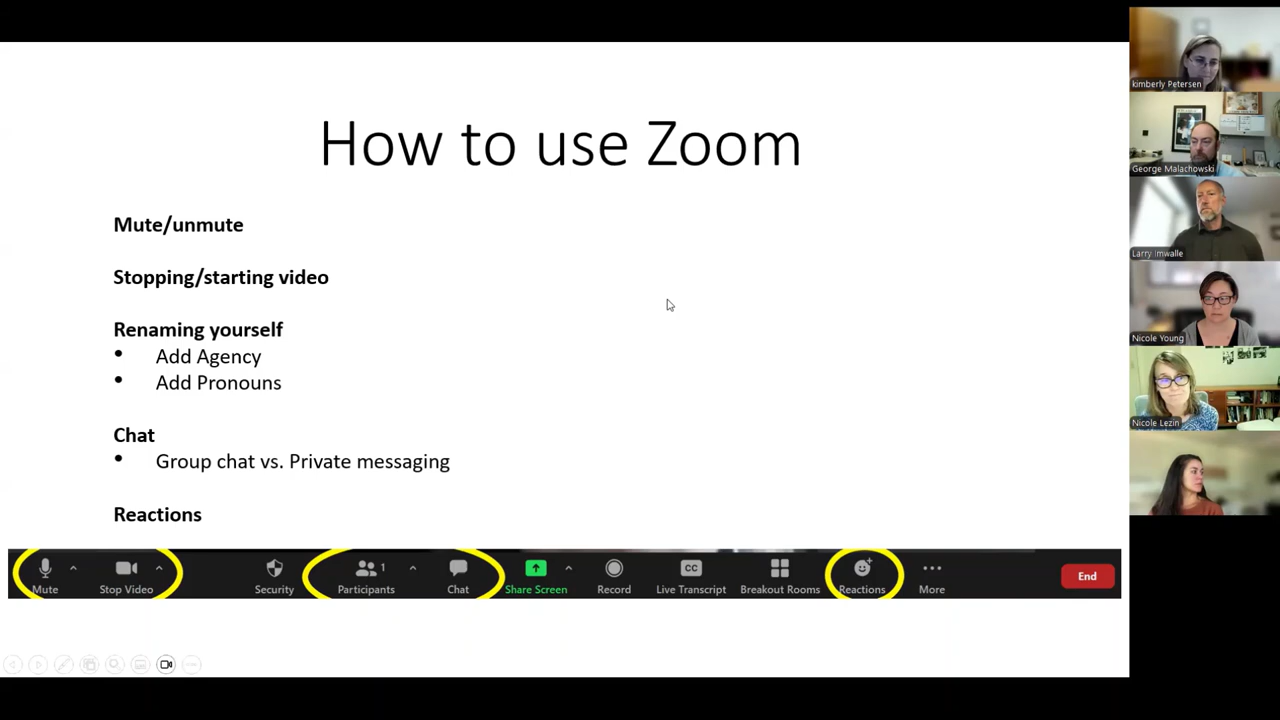 How to use Zoom
Mute/unmute
Stopping/starting video
Renaming yourself
• Add Agency
• Add Pronouns
Chat
• Group chat vs. Private messaging
Reactions
Mute
Stop Video
Security
Participants 1
Chat
Share Screen
CC
Record
Live Transcript
Breakout Rooms
Reactions
More
End
kimberly Petersen
George Malachowski
Larry Imwalle
Nicole Young
Nicole Lezin